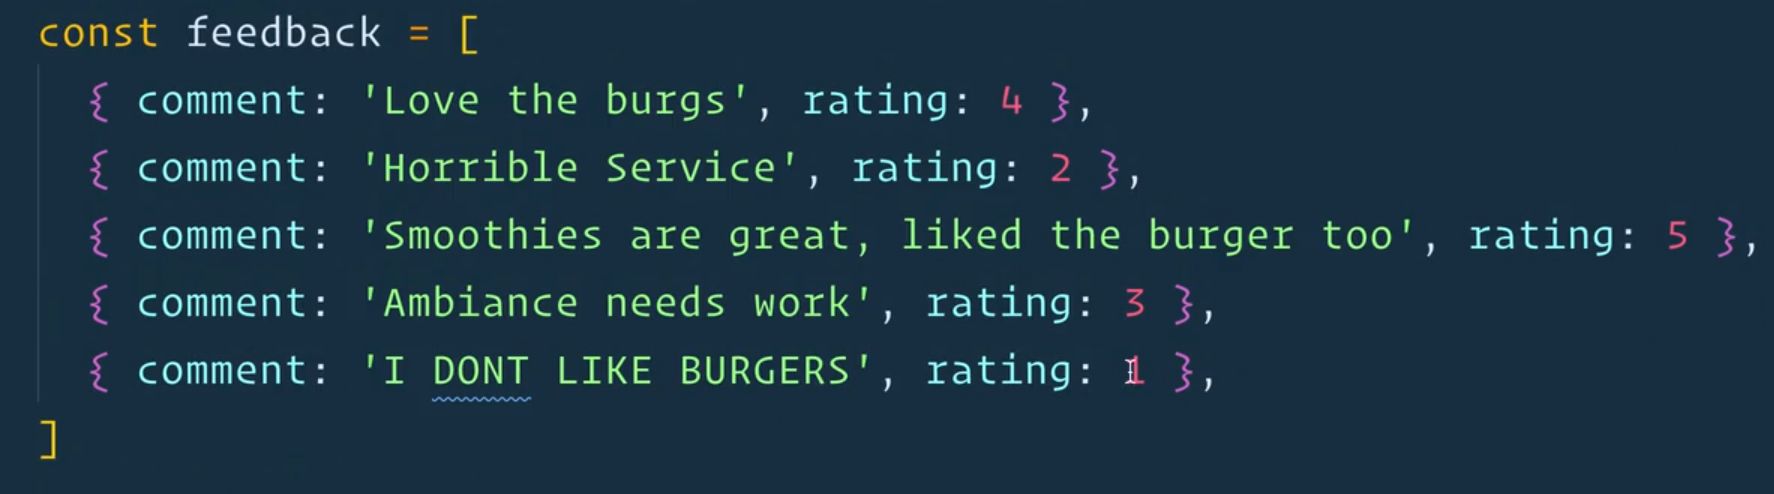 const feedback = [
{ comment: 'Love the burgs', rating: 4 },
{ comment: 'Horrible Service', rating: 2 },
{ comment: 'Smoothies are great, liked the burger too', rating: 5 },
{ comment: 'Ambiance needs work', rating: 3 },
{ comment: 'I DONT LIKE BURGERS', rating: 1 },
]